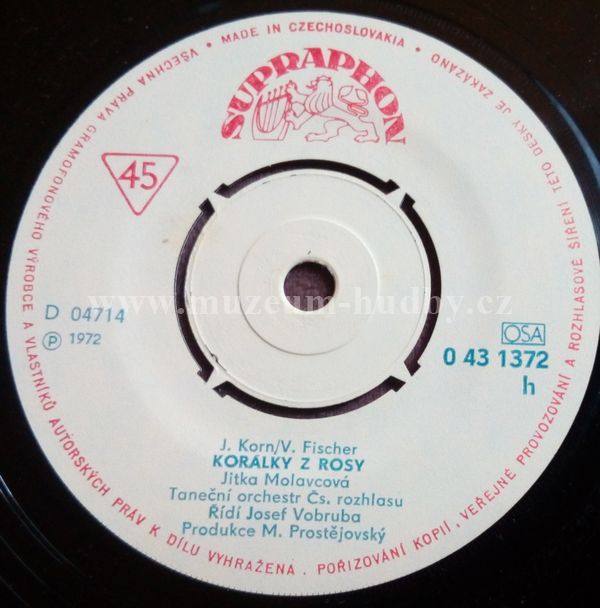 VŠECHNA PRÁVA GRAMOFONOVÉHO VÝROBCE A VLASTNÍKŮ AUTORSKÝCH PRÁV K DÍLU VYHRAŽENA . POŘIZOVÁNÍ KOPIÍ, VEŘEJNÉ PROVOZOVÁNÍ A ROZHLASOVÉ ŠÍŘENÍ TÉTO DESKY JE ZAKÁZÁNO • MADE IN CZECHOSLOVAKIA •
SUPRAPHON
45
D 04714
Ⓟ 1972
OSA
0 43 1372
h
www.muzeum-hudby.cz
J. Korn/V. Fischer
KORÁLKY Z ROSY
Jitka Molavcová
Taneční orchestr Čs. rozhlasu
Řídí Josef Vobruba
Produkce M. Prostějovský